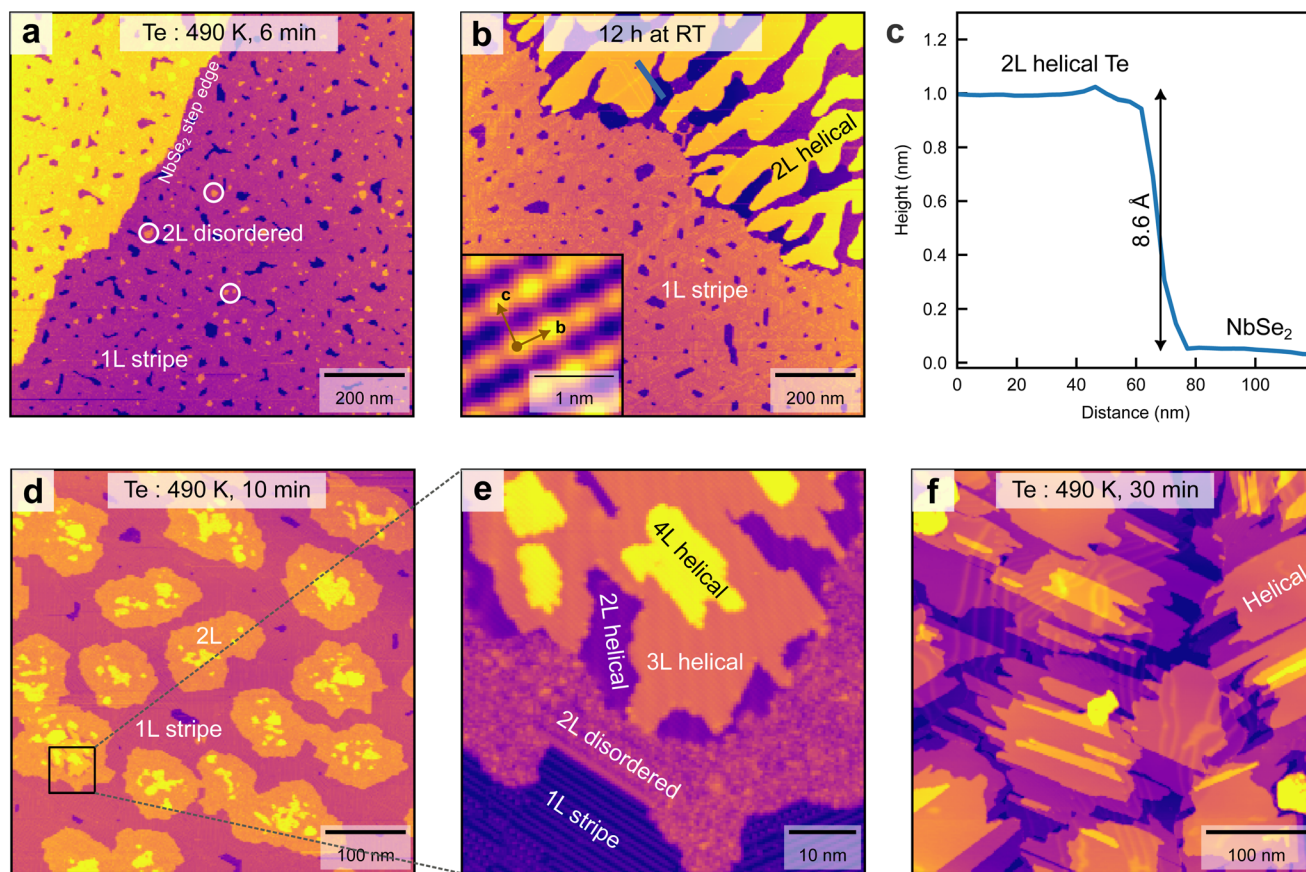 a
Te : 490 K, 6 min
NbSe₂ step edge
2L disordered
1L stripe
200 nm
b
12 h at RT
2L helical
1L stripe
c
b
1 nm
200 nm
c
1.2
1.0
0.8
0.6
0.4
0.2
0.0
Height (nm)
2L helical Te
8.6 Å
NbSe₂
0
20
40
60
80
100
Distance (nm)
d
Te : 490 K, 10 min
2L
1L stripe
100 nm
e
4L helical
2L helical
3L helical
2L disordered
1L stripe
10 nm
f
Te : 490 K, 30 min
Helical
100 nm